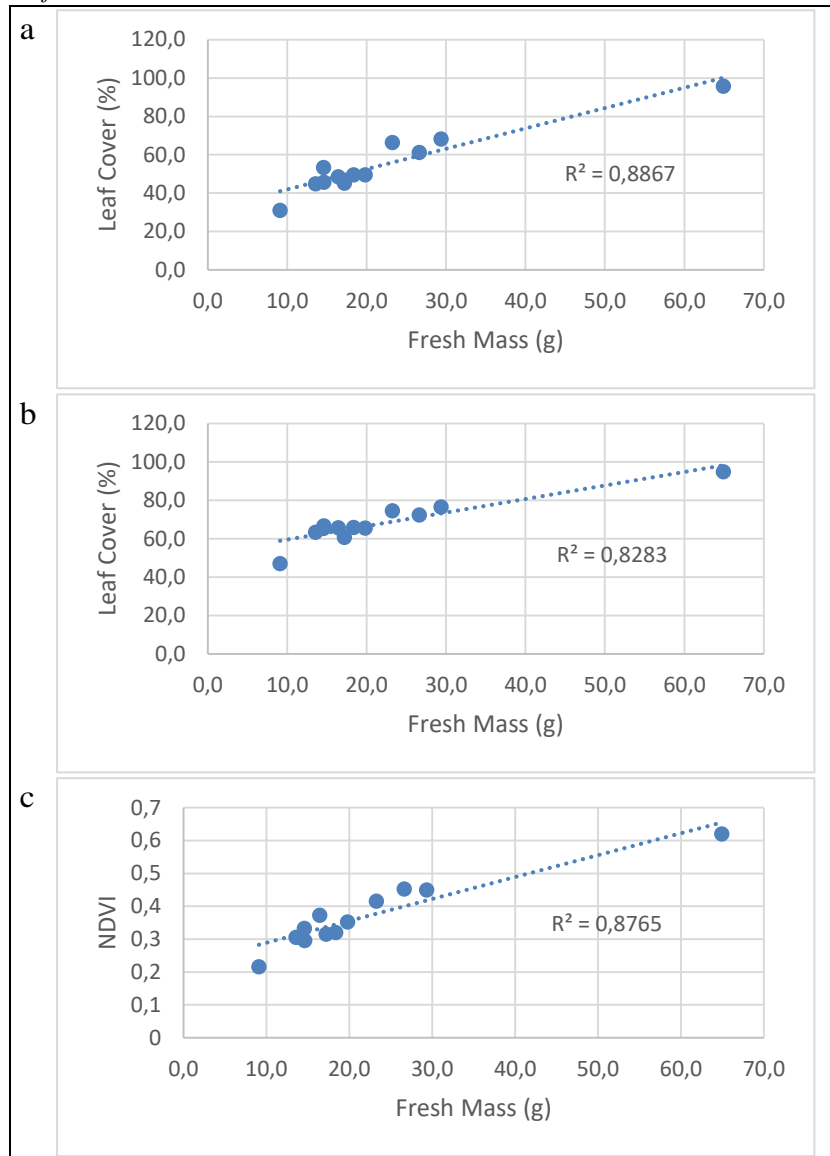 a
120,0
100,0
80,0
60,0
40,0
20,0
0,0
Leaf Cover (%)
R² = 0,8867
0,0 10,0 20,0 30,0 40,0 50,0 60,0 70,0
Fresh Mass (g)
b
120,0
100,0
80,0
60,0
40,0
20,0
0,0
Leaf Cover (%)
R² = 0,8283
0,0 10,0 20,0 30,0 40,0 50,0 60,0 70,0
Fresh Mass (g)
c
0,7
0,6
0,5
0,4
0,3
0,2
0,1
0
NDVI
R² = 0,8765
0,0 10,0 20,0 30,0 40,0 50,0 60,0 70,0
Fresh Mass (g)